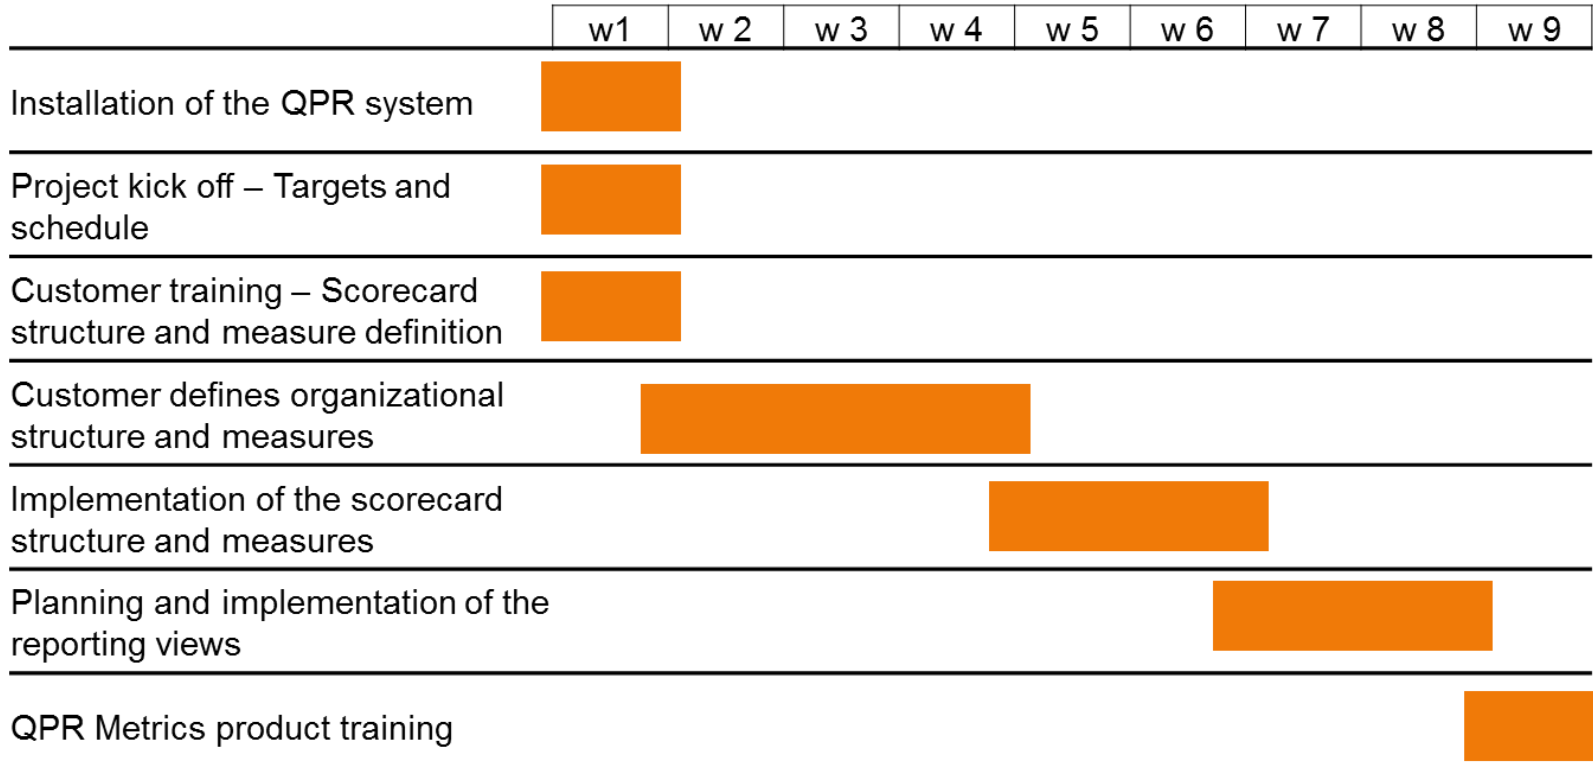 w1 w 2 w 3 w 4 w 5 w 6 w 7 w 8 w 9
Installation of the QPR system
Project kick off – Targets and
schedule
Customer training – Scorecard
structure and measure definition
Customer defines organizational
structure and measures
Implementation of the scorecard
structure and measures
Planning and implementation of the
reporting views
QPR Metrics product training